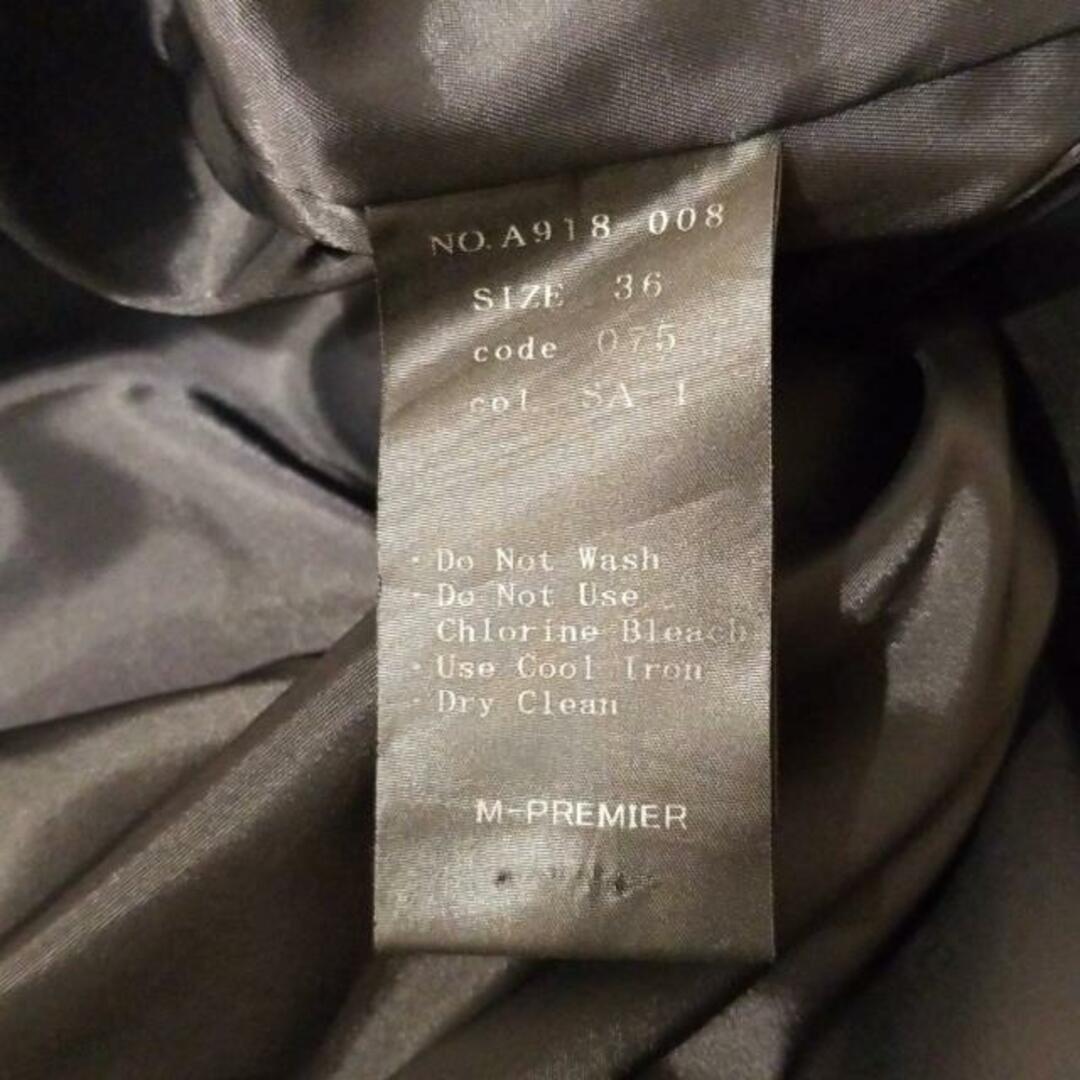 NO. A918-008
SIZE 36
code 075
col. SA-1
・Do Not Wash
・Do Not Use
Chlorine Bleach
・Use Cool Iron
・Dry Clean
M-PREMIER